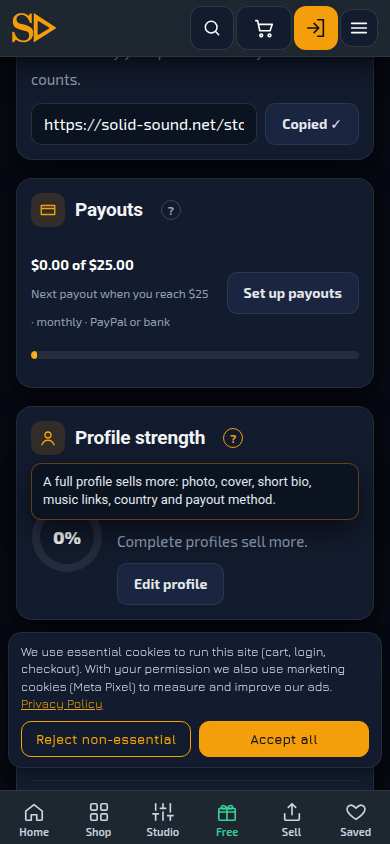 counts.
https://solid-sound.net/stc
Copied ✓
Payouts
?
$0.00 of $25.00
Next payout when you reach $25
· monthly · PayPal or bank
Set up payouts
Profile strength
?
A full profile sells more: photo, cover, short bio,
music links, country and payout method.
0%
Complete profiles sell more.
Edit profile
We use essential cookies to run this site (cart, login,
checkout). With your permission we also use marketing
cookies (Meta Pixel) to measure and improve our ads.
Privacy Policy
Reject non-essential
Accept all
Home
Shop
Studio
Free
Sell
Saved